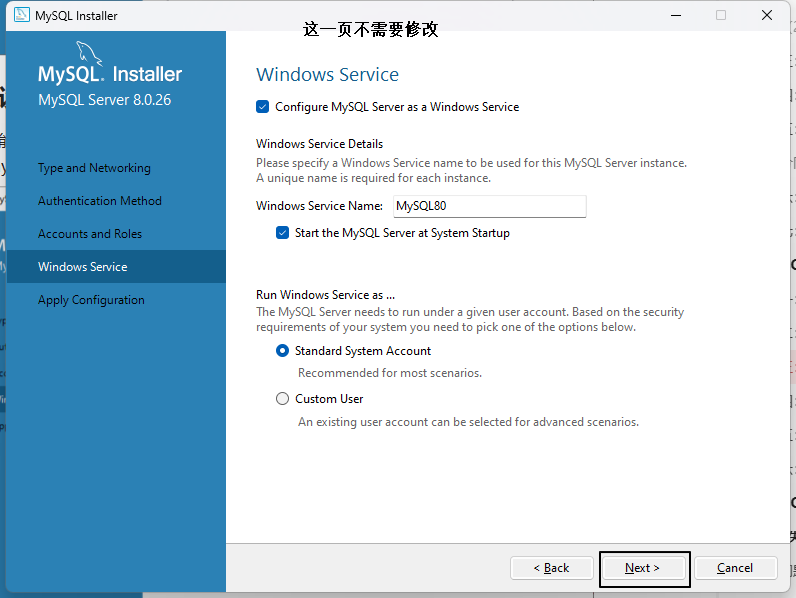 MySQL Installer
这一页不需要修改
MySQL. Installer
MySQL Server 8.0.26
Type and Networking
Authentication Method
Accounts and Roles
Windows Service
Apply Configuration
Windows Service
Configure MySQL Server as a Windows Service
Windows Service Details
Please specify a Windows Service name to be used for this MySQL Server instance.
A unique name is required for each instance.
Windows Service Name: MySQL80
Start the MySQL Server at System Startup
Run Windows Service as ...
The MySQL Server needs to run under a given user account. Based on the security
requirements of your system you need to pick one of the options below.
Standard System Account
Recommended for most scenarios.
Custom User
An existing user account can be selected for advanced scenarios.
< Back Next > Cancel